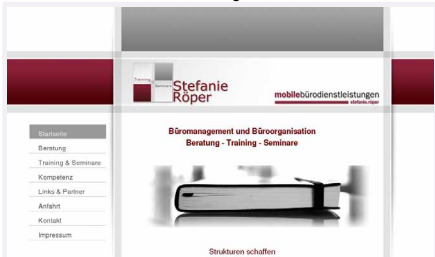 Training
Seminare
Stefanie
Röper
mobilebürodienstleistungen
stefanie.röper
Startseite
Beratung
Training & Seminare
Kompetenz
Links & Partner
Anfahrt
Kontakt
Impressum
Büromanagement und Büroorganisation
Beratung - Training - Seminare
Strukturen schaffen